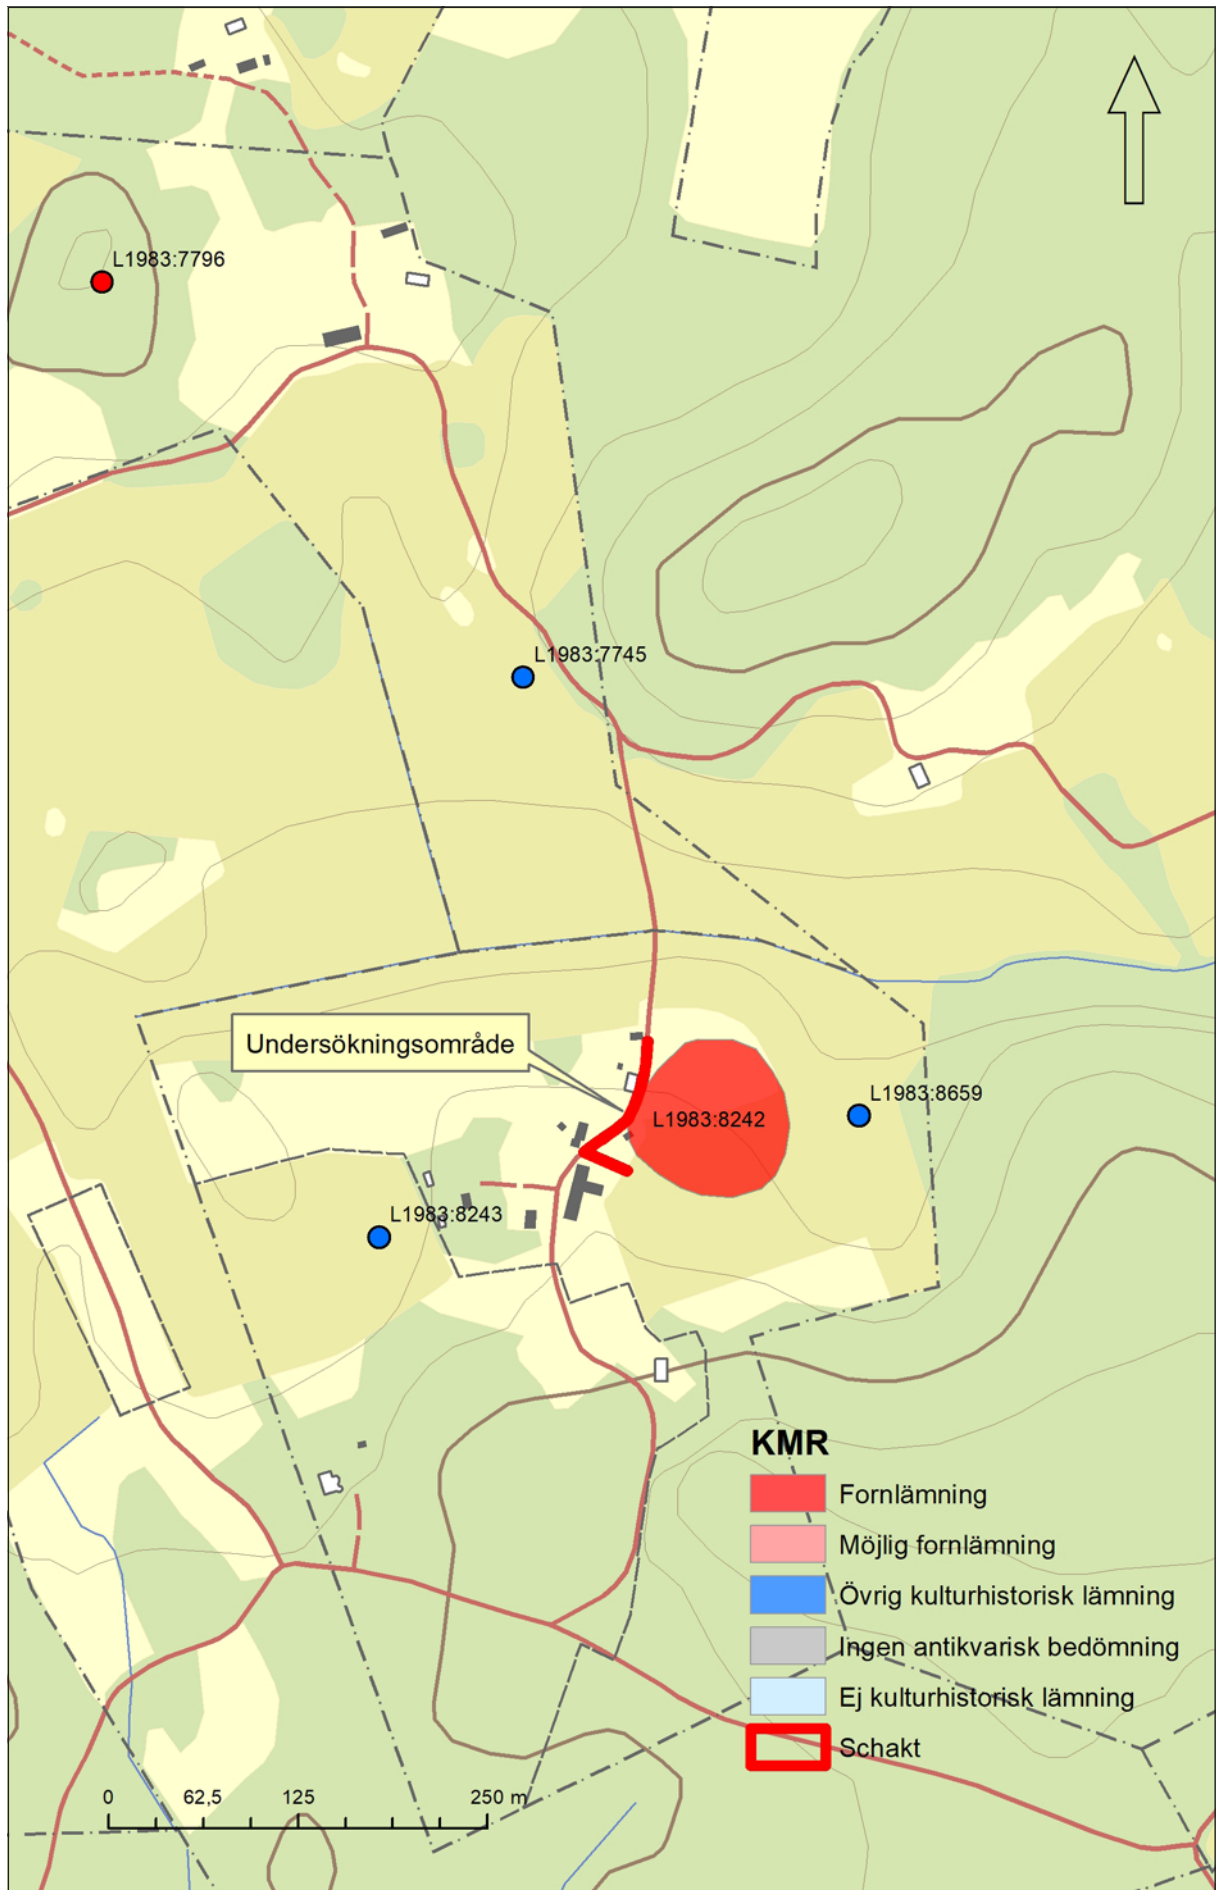 L1983:7796
L1983:7745
Undersökningsområde
L1983:8659
L1983:8242
L1983:8243
KMR
Fornlämning
Möjlig fornlämning
Övrig kulturhistorisk lämning
Ingen antikvarisk bedömning
Ej kulturhistorisk lämning
Schakt
0 62,5 125 250 m